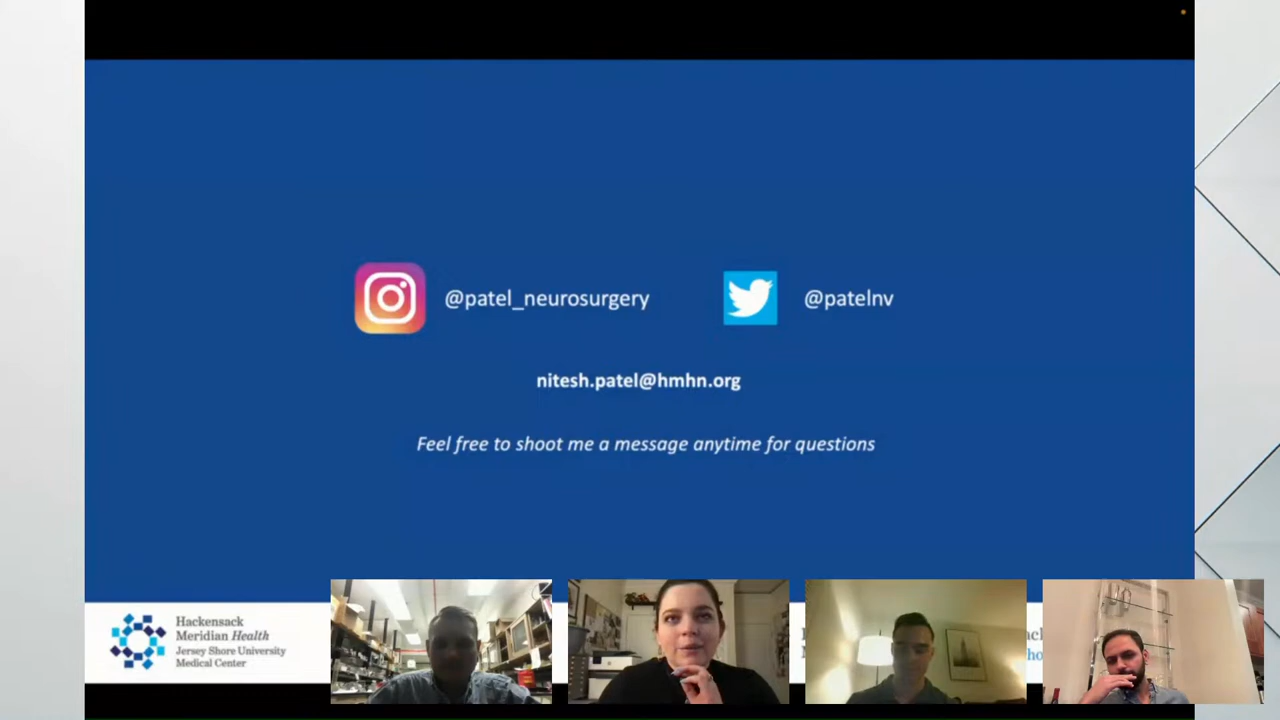 @patel_neurosurgery
@patelnv
nitesh.patel@hmhn.org
Feel free to shoot me a message anytime for questions
Hackensack
Meridian Health
Jersey Shore University
Medical Center